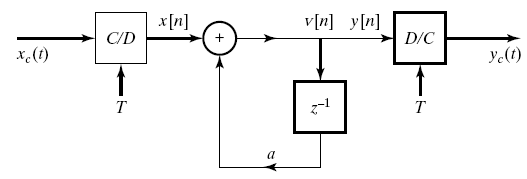 x[n] v[n] y[n]
C/D + D/C
x_c(t) y_c(t)
T z⁻¹ T
a